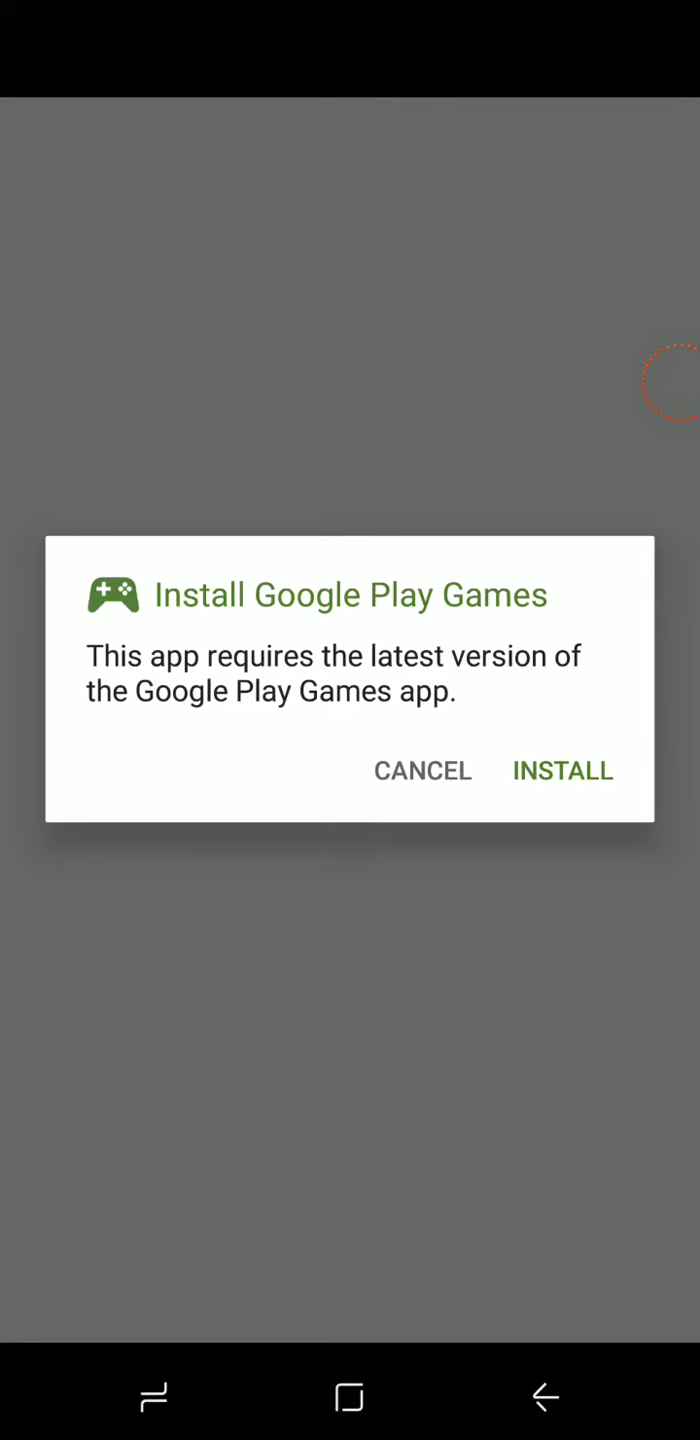 Install Google Play Games
This app requires the latest version of
the Google Play Games app.
CANCEL INSTALL